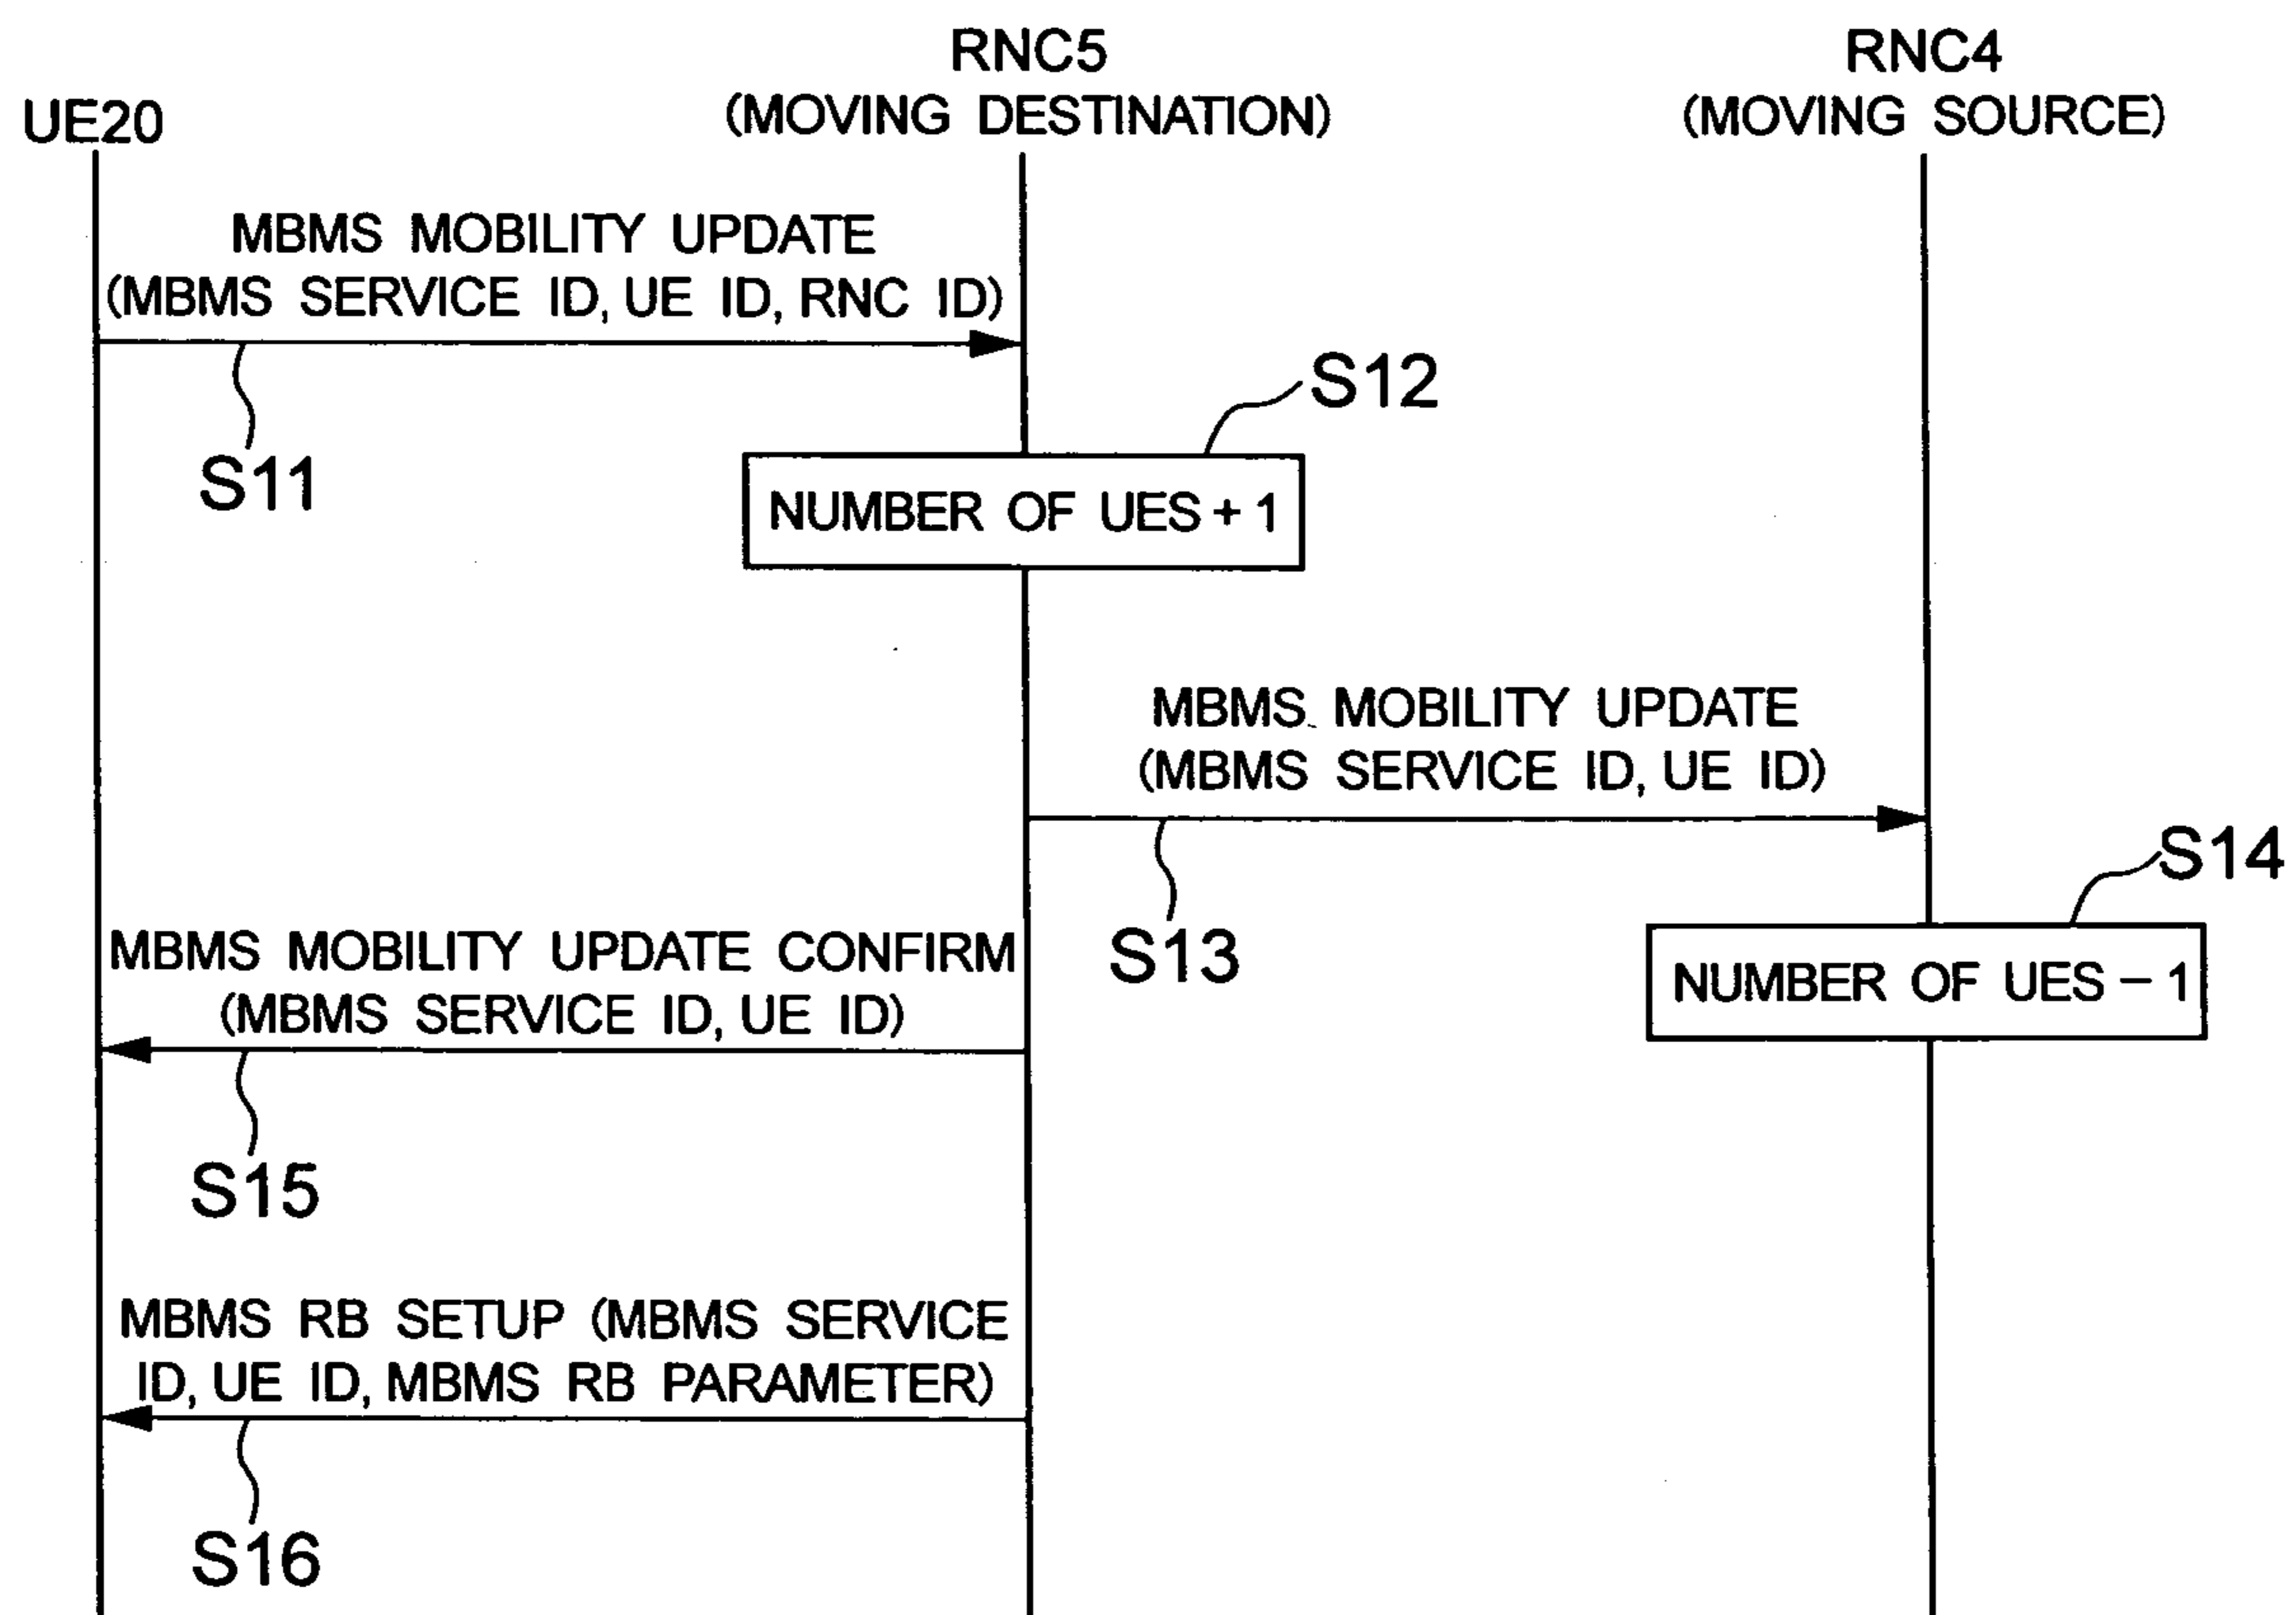 UE20
RNC5
(MOVING DESTINATION)
RNC4
(MOVING SOURCE)
MBMS MOBILITY UPDATE
(MBMS SERVICE ID, UE ID, RNC ID)
S11
S12
NUMBER OF UES + 1
MBMS MOBILITY UPDATE
(MBMS SERVICE ID, UE ID)
S13
S14
NUMBER OF UES − 1
MBMS MOBILITY UPDATE CONFIRM
(MBMS SERVICE ID, UE ID)
S15
MBMS RB SETUP (MBMS SERVICE
ID, UE ID, MBMS RB PARAMETER)
S16